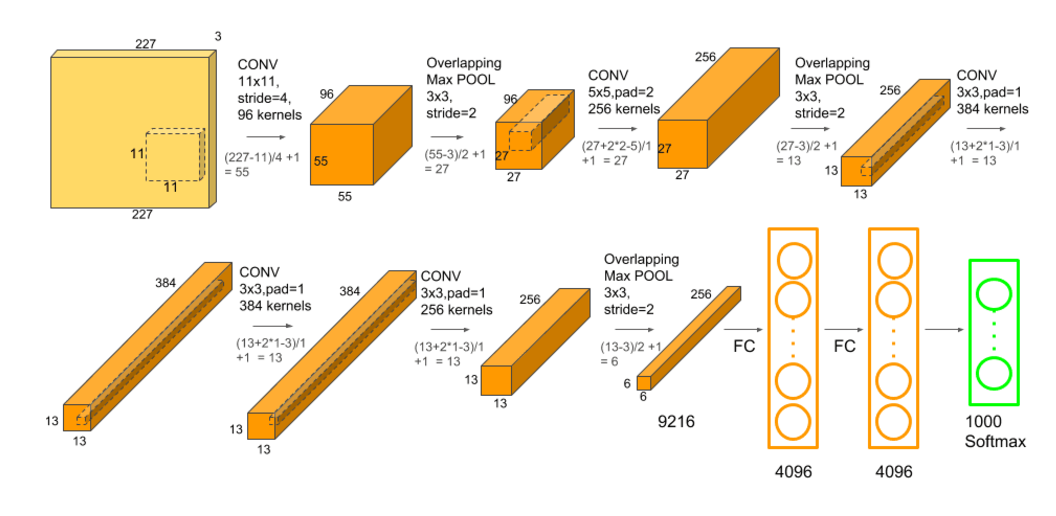 227
3
11
11
227
CONV
11x11,
stride=4,
96 kernels
(227-11)/4 +1
= 55
96
55
55
Overlapping
Max POOL
3x3,
stride=2
(55-3)/2 +1
= 27
96
27
27
CONV
5x5,pad=2
256 kernels
(27+2*2-5)/1
+1 = 27
256
27
27
Overlapping
Max POOL
3x3,
stride=2
(27-3)/2 +1
= 13
256
13
13
CONV
3x3,pad=1
384 kernels
(13+2*1-3)/1
+1 = 13
384
13
13
CONV
3x3,pad=1
384 kernels
(13+2*1-3)/1
+1 = 13
384
13
13
CONV
3x3,pad=1
256 kernels
(13+2*1-3)/1
+1 = 13
256
13
13
Overlapping
Max POOL
3x3,
stride=2
(13-3)/2 +1
= 6
256
6
6
9216
FC
4096
FC
4096
1000
Softmax